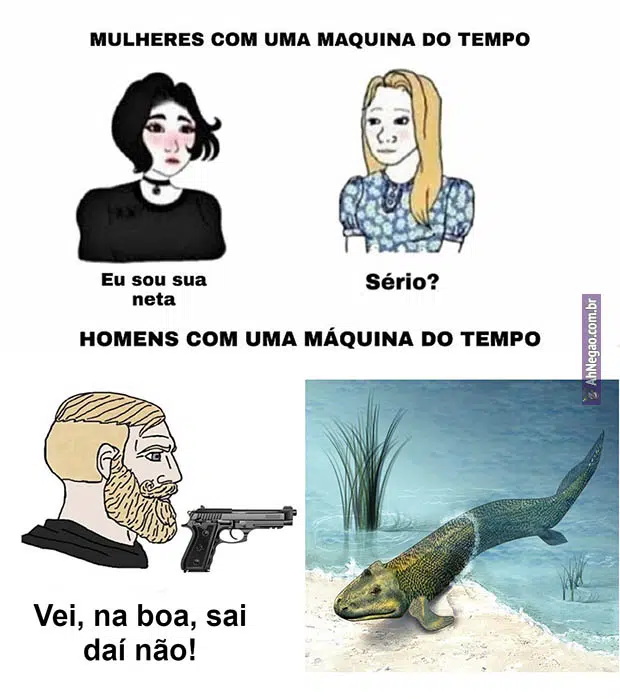 MULHERES COM UMA MAQUINA DO TEMPO
Eu sou sua
neta
Sério?
AhNegao.com.br
HOMENS COM UMA MÁQUINA DO TEMPO
Vei, na boa, sai
daí não!